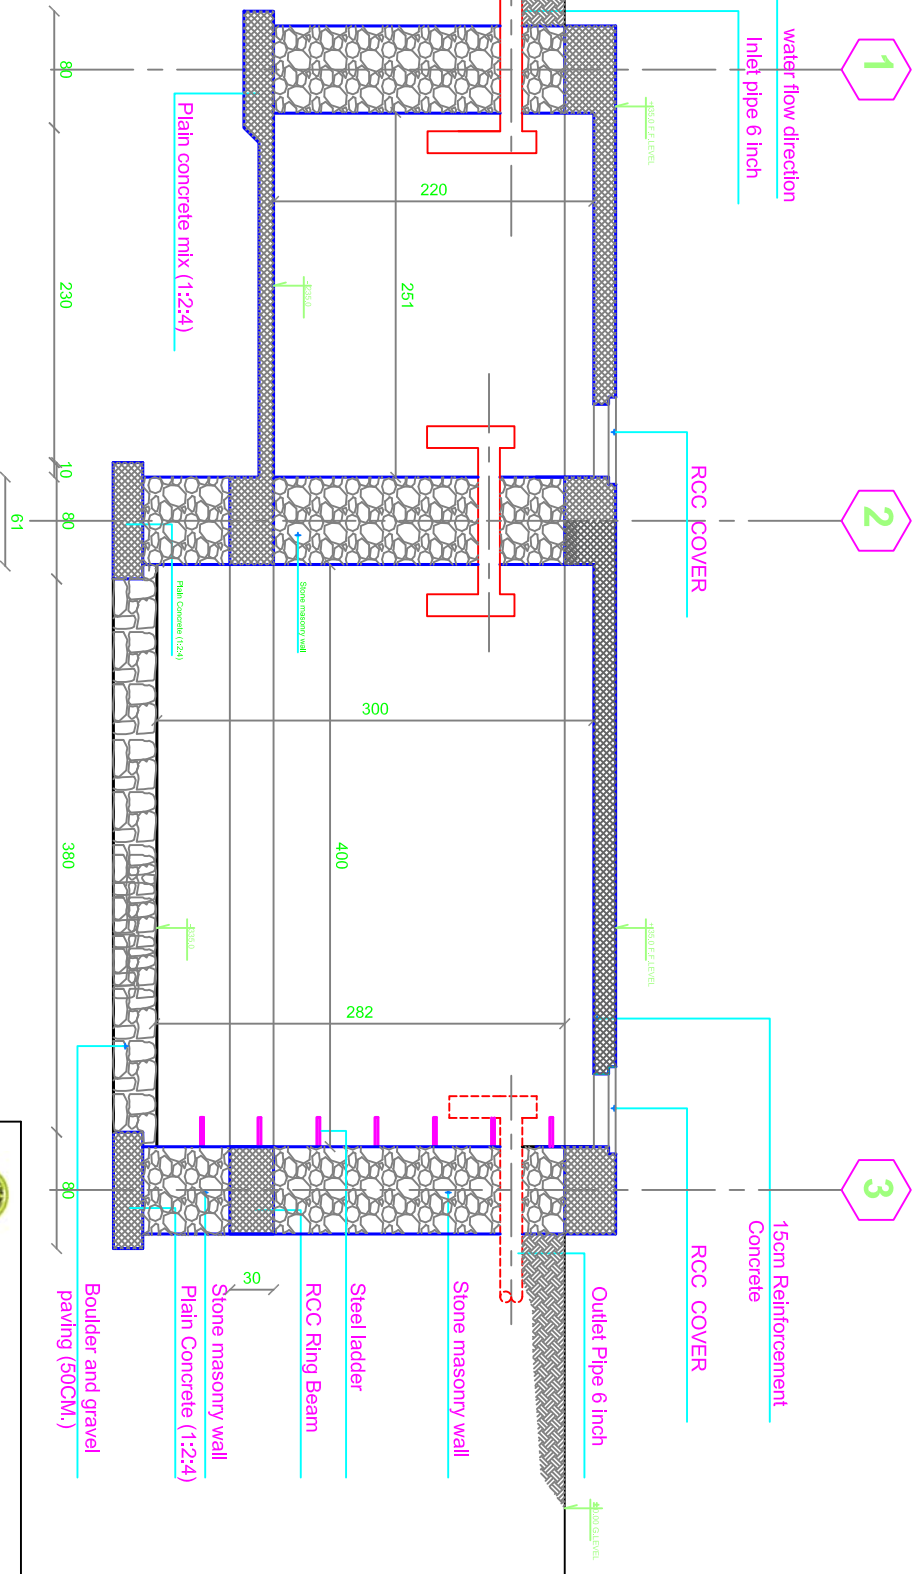 1
2
3
water flow direction
Inlet pipe 6 inch
RCC COVER
15cm Reinforcement
Concrete
RCC COVER
Outlet Pipe 6 inch
Stone masonry wall
Steel ladder
RCC Ring Beam
Stone masonry wall
Plain Concrete (1:2:4)
Boulder and gravel
paving (50CM.)
Plain concrete mix (1:2:4)
Stone masonry wall
Plain Concrete (1:2:4)
220
251
300
400
282
30
80
230
10
80
380
80
61